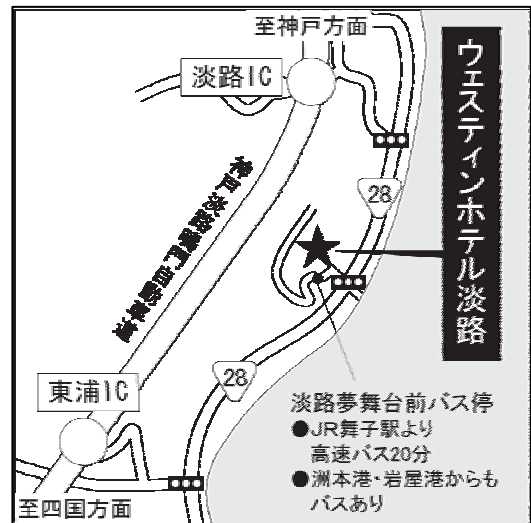 至神戸方面
淡路IC
ウェスティンホテル淡路
28
神戸淡路鳴門自動車道
28
東浦IC
淡路夢舞台前バス停
●JR舞子駅より
高速バス20分
●洲本港・岩屋港からも
バスあり
至四国方面